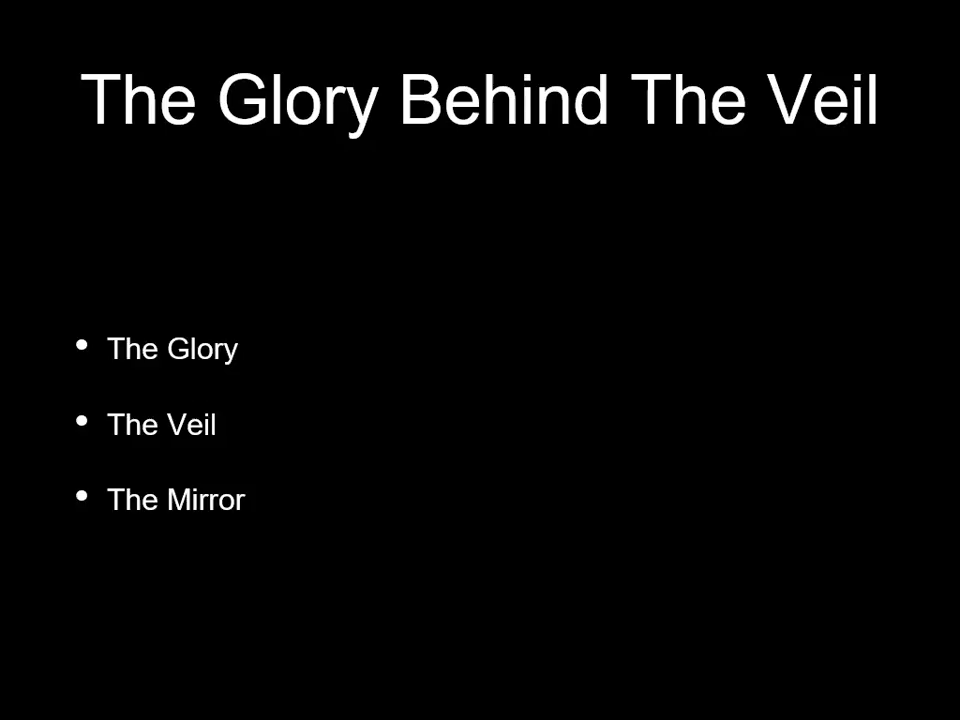 The Glory Behind The Veil
• The Glory
• The Veil
• The Mirror